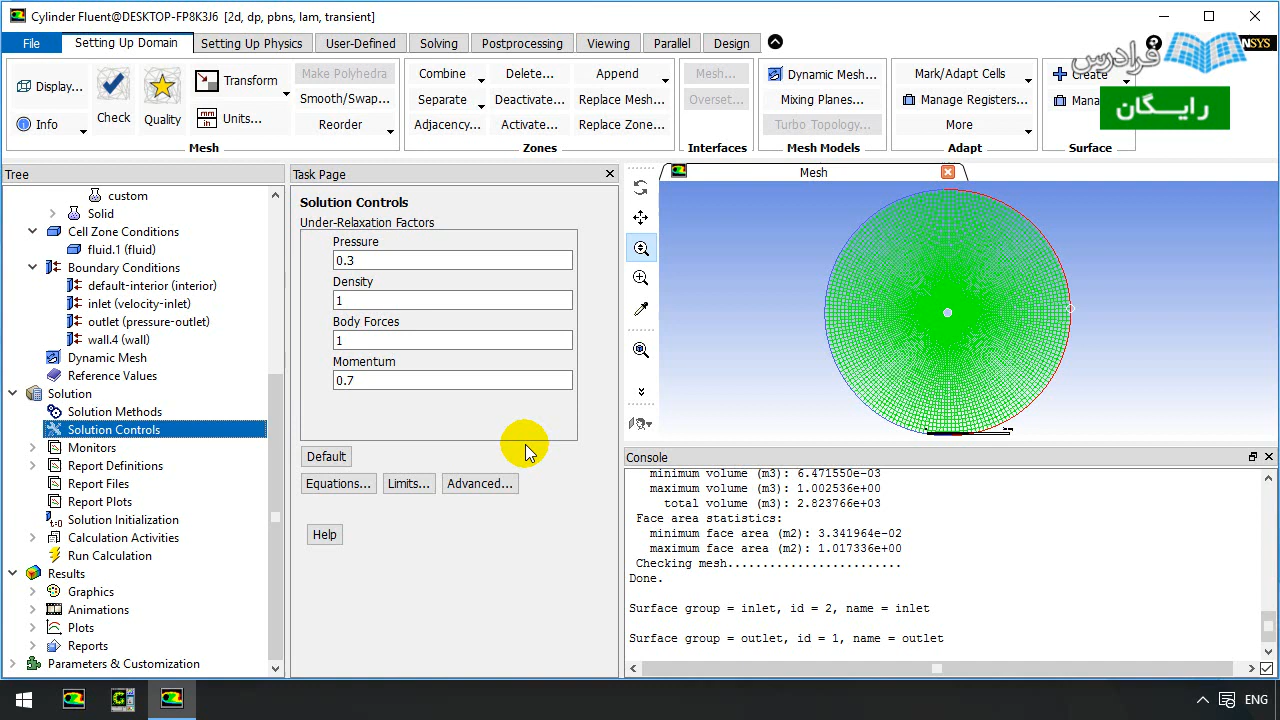 Cylinder Fluent@DESKTOP-FP8K3J6 [2d, dp, pbns, lam, transient]
File
Setting Up Domain
Setting Up Physics
User-Defined
Solving
Postprocessing
Viewing
Parallel
Design
NSYS
فرادرس
رایگان
Display...
Info
Check
Quality
Transform
mm
in
Units...
Make Polyhedra
Smooth/Swap...
Reorder
Mesh
Combine
Separate
Adjacency...
Delete...
Deactivate...
Activate...
Append
Replace Mesh...
Replace Zone...
Zones
Mesh...
Overset...
Interfaces
Dynamic Mesh...
Mixing Planes...
Turbo Topology...
Mesh Models
Mark/Adapt Cells
Manage Registers...
More
Adapt
Create
Mana
Surface
Tree
custom
Solid
Cell Zone Conditions
fluid.1 (fluid)
Boundary Conditions
default-interior (interior)
inlet (velocity-inlet)
outlet (pressure-outlet)
wall.4 (wall)
Dynamic Mesh
Reference Values
Solution
Solution Methods
Solution Controls
Monitors
Report Definitions
Report Files
Report Plots
Solution Initialization
Calculation Activities
Run Calculation
Results
Graphics
Animations
Plots
Reports
Parameters & Customization
Task Page
Solution Controls
Under-Relaxation Factors
Pressure
0.3
Density
1
Body Forces
1
Momentum
0.7
Default
Equations...
Limits...
Advanced...
Help
Mesh
Console
minimum volume (m3): 6.471550e-03
maximum volume (m3): 1.002536e+00
total volume (m3): 2.823766e+03
Face area statistics:
minimum face area (m2): 3.341964e-02
maximum face area (m2): 1.017336e+00
Checking mesh.........................
Done.
Surface group = inlet, id = 2, name = inlet
Surface group = outlet, id = 1, name = outlet
ENG